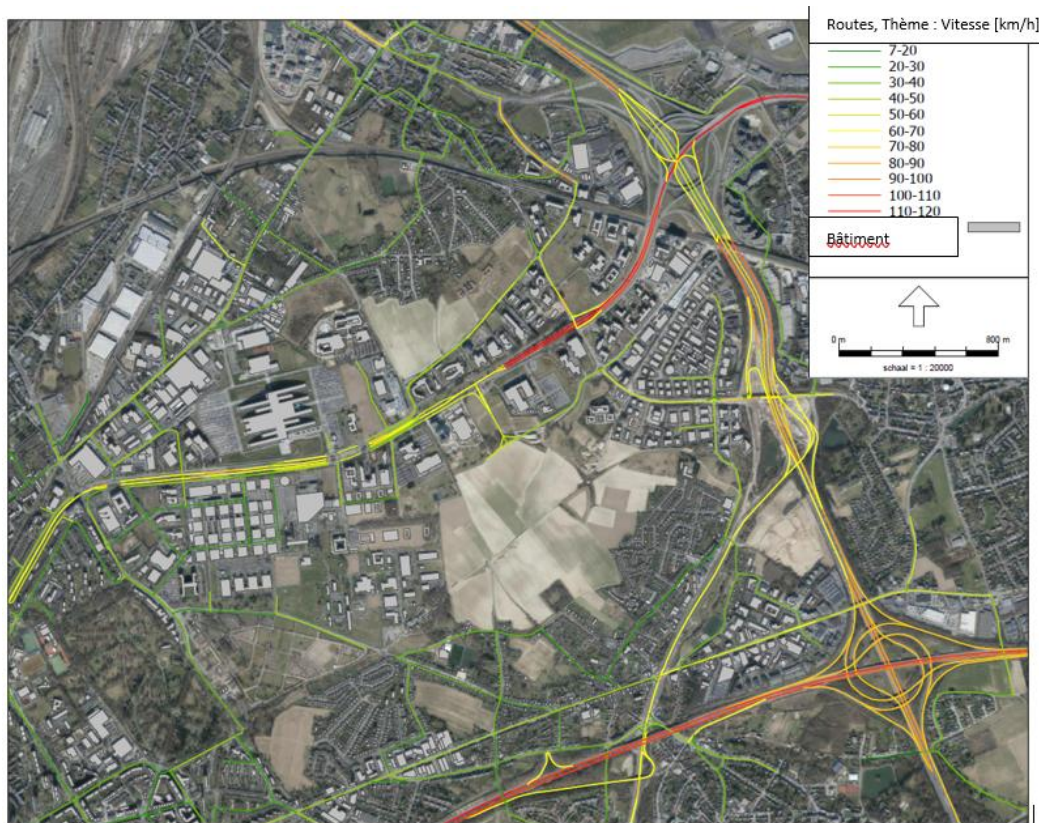 Routes, Thème : Vitesse [km/h]
7-20
20-30
30-40
40-50
50-60
60-70
70-80
80-90
90-100
100-110
110-120
Bâtiment
0 m 800 m
schaal = 1 : 20000